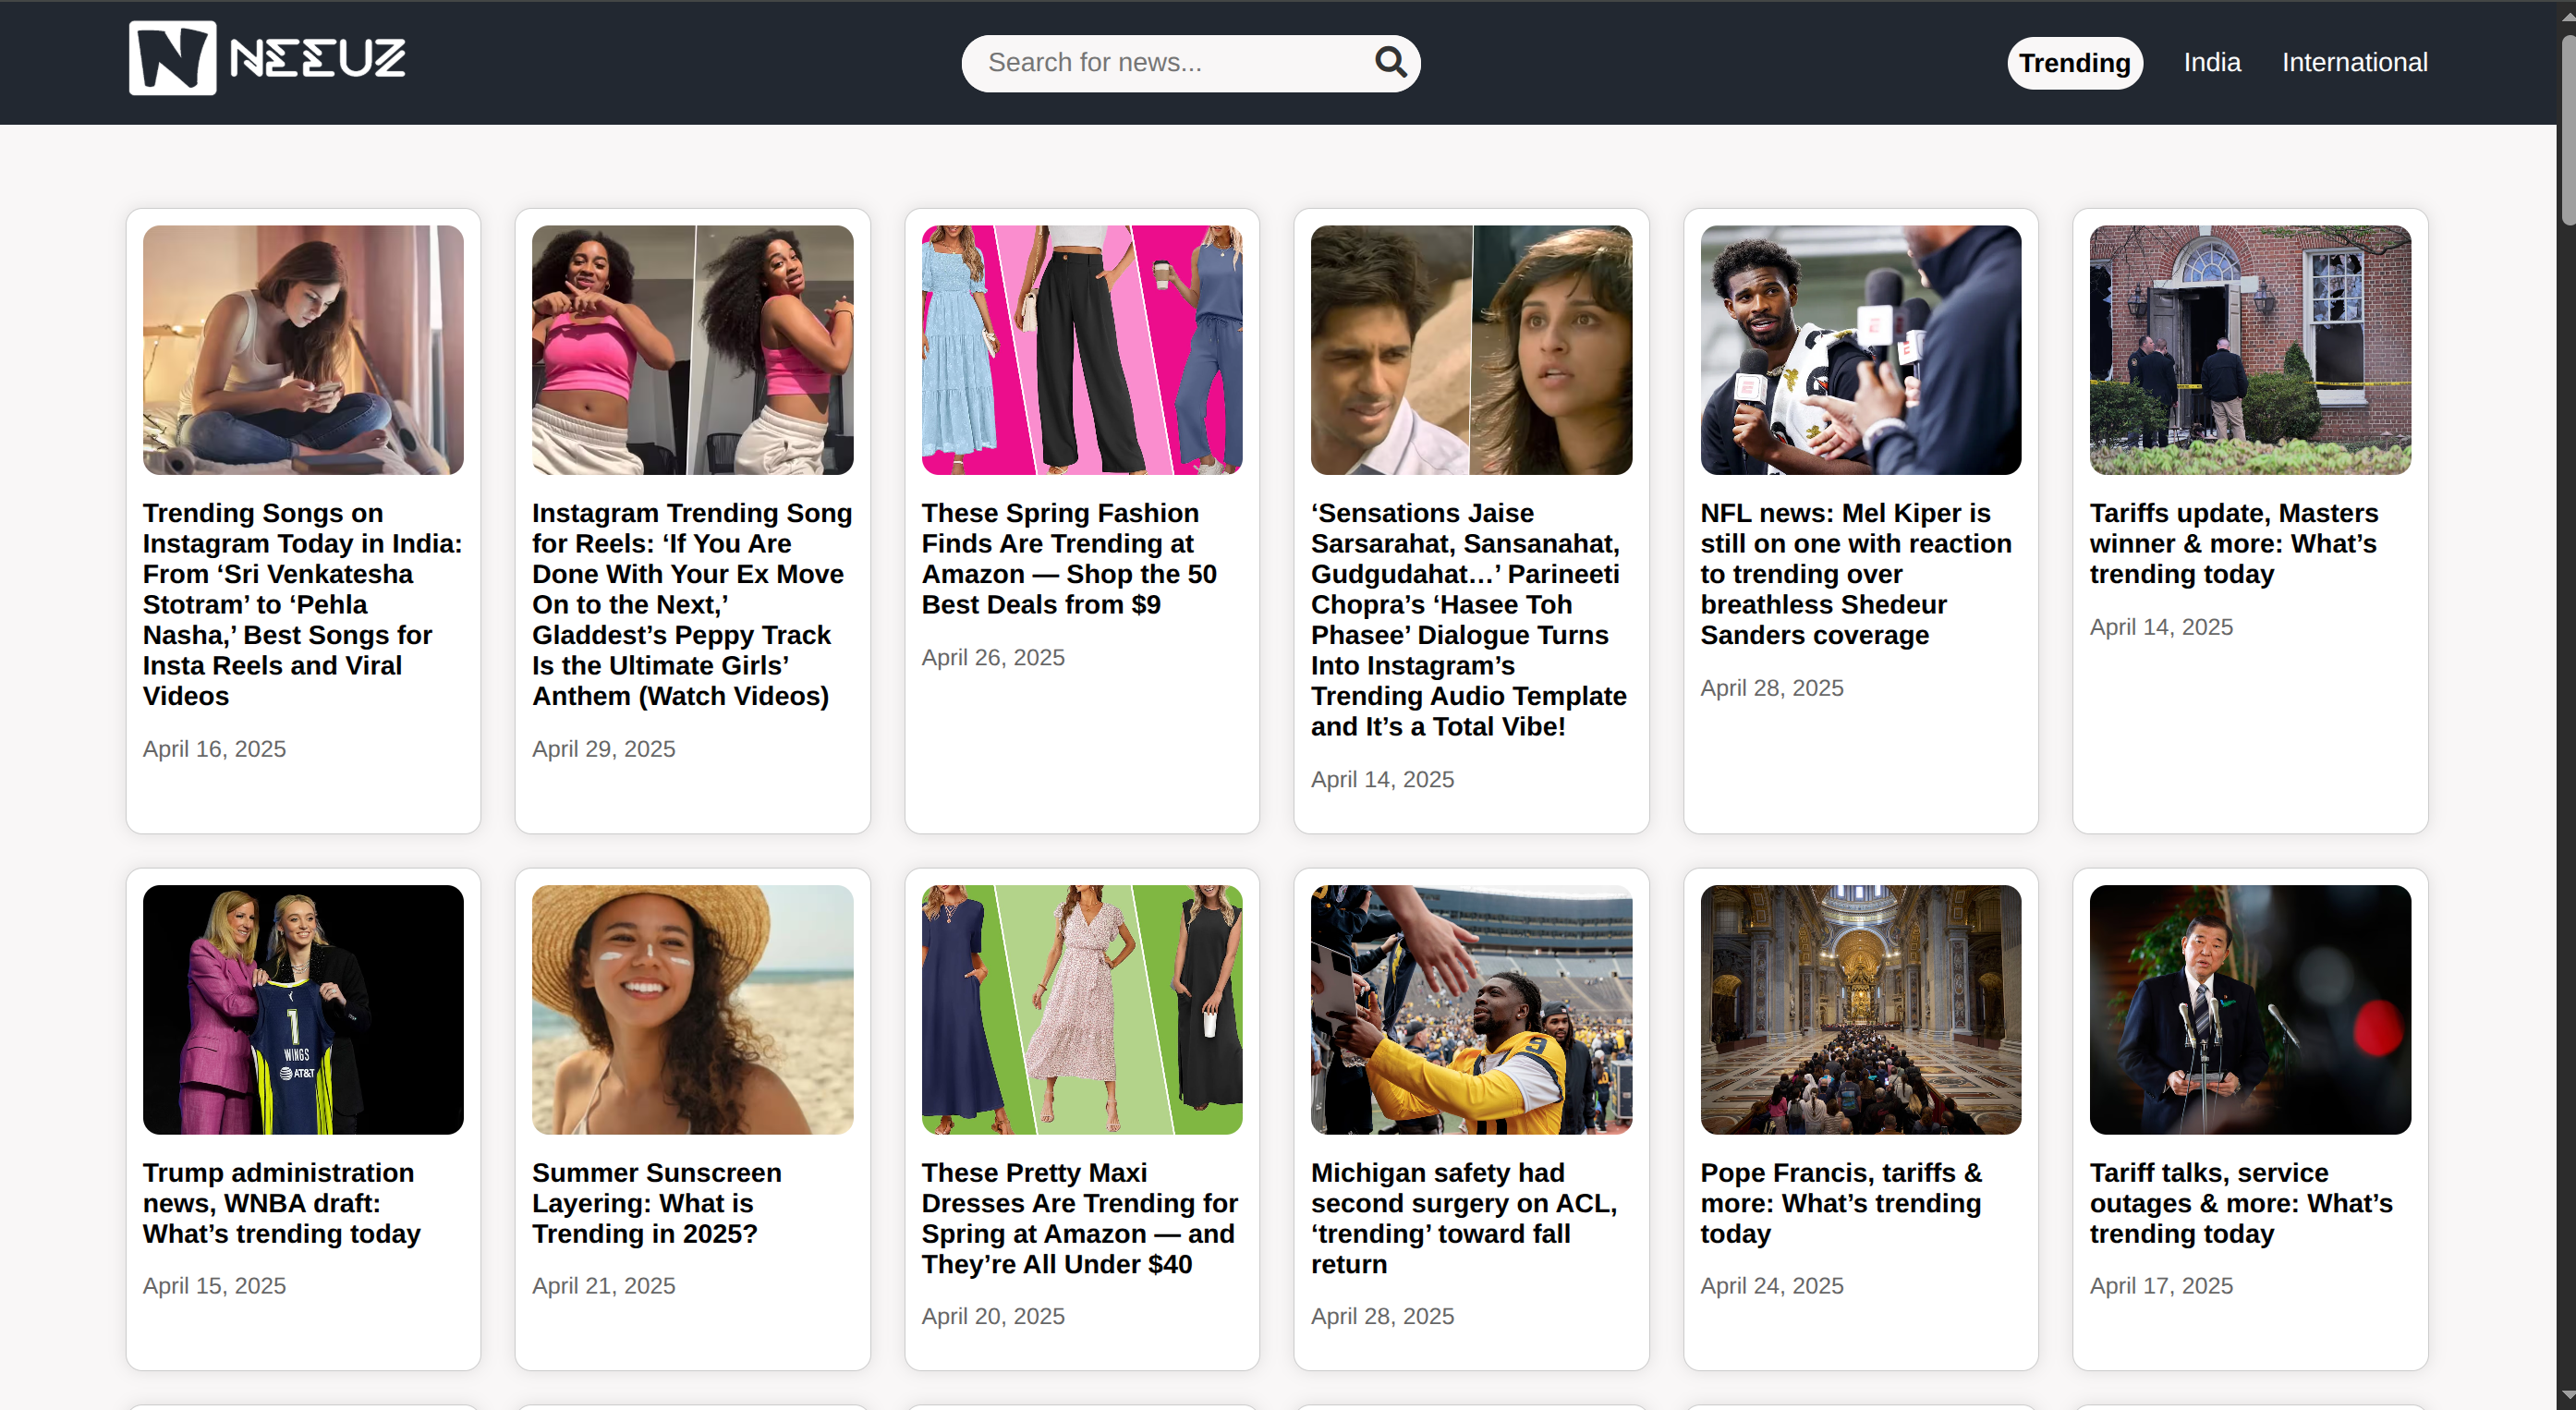 N NEEUZ
Search for news...
Trending
India
International
Trending Songs on
Instagram Today in India:
From ‘Sri Venkatesha
Stotram’ to ‘Pehla
Nasha,’ Best Songs for
Insta Reels and Viral
Videos
April 16, 2025
Instagram Trending Song
for Reels: ‘If You Are
Done With Your Ex Move
On to the Next,’
Gladdest’s Peppy Track
Is the Ultimate Girls’
Anthem (Watch Videos)
April 29, 2025
These Spring Fashion
Finds Are Trending at
Amazon — Shop the 50
Best Deals from $9
April 26, 2025
‘Sensations Jaise
Sarsarahat, Sansanahat,
Gudgudahat…’ Parineeti
Chopra’s ‘Hasee Toh
Phasee’ Dialogue Turns
Into Instagram’s
Trending Audio Template
and It’s a Total Vibe!
April 14, 2025
NFL news: Mel Kiper is
still on one with reaction
to trending over
breathless Shedeur
Sanders coverage
April 28, 2025
Tariffs update, Masters
winner & more: What’s
trending today
April 14, 2025
1
WINGS
AT&T
Trump administration
news, WNBA draft:
What’s trending today
April 15, 2025
Summer Sunscreen
Layering: What is
Trending in 2025?
April 21, 2025
These Pretty Maxi
Dresses Are Trending for
Spring at Amazon — and
They’re All Under $40
April 20, 2025
9
Michigan safety had
second surgery on ACL,
‘trending’ toward fall
return
April 28, 2025
Pope Francis, tariffs &
more: What’s trending
today
April 24, 2025
Tariff talks, service
outages & more: What’s
trending today
April 17, 2025